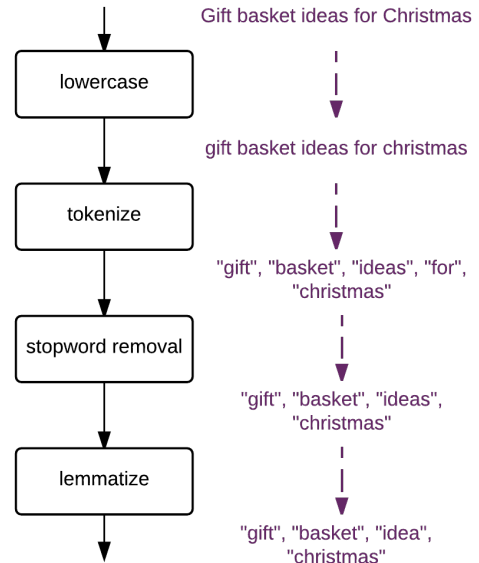 Gift basket ideas for Christmas
lowercase
gift basket ideas for christmas
tokenize
"gift", "basket", "ideas", "for",
"christmas"
stopword removal
"gift", "basket", "ideas",
"christmas"
lemmatize
"gift", "basket", "idea",
"christmas"